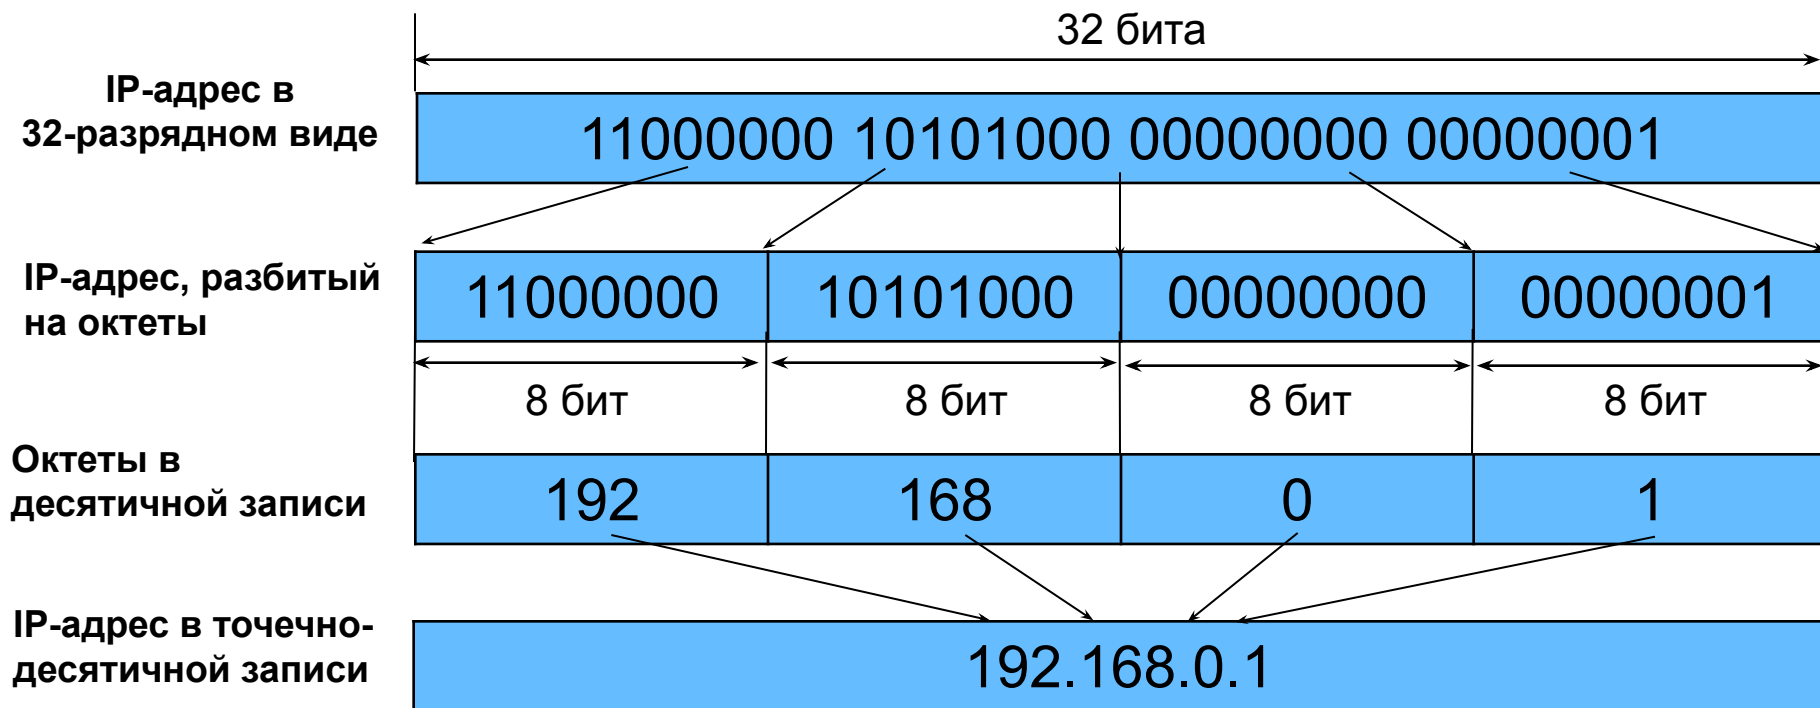 32 бита
IP-адрес в
32-разрядном виде
11000000 10101000 00000000 00000001
IP-адрес, разбитый
на октеты
11000000 10101000 00000000 00000001
8 бит 8 бит 8 бит 8 бит
Октеты в
десятичной записи
192 168 0 1
IP-адрес в точечно-
десятичной записи
192.168.0.1